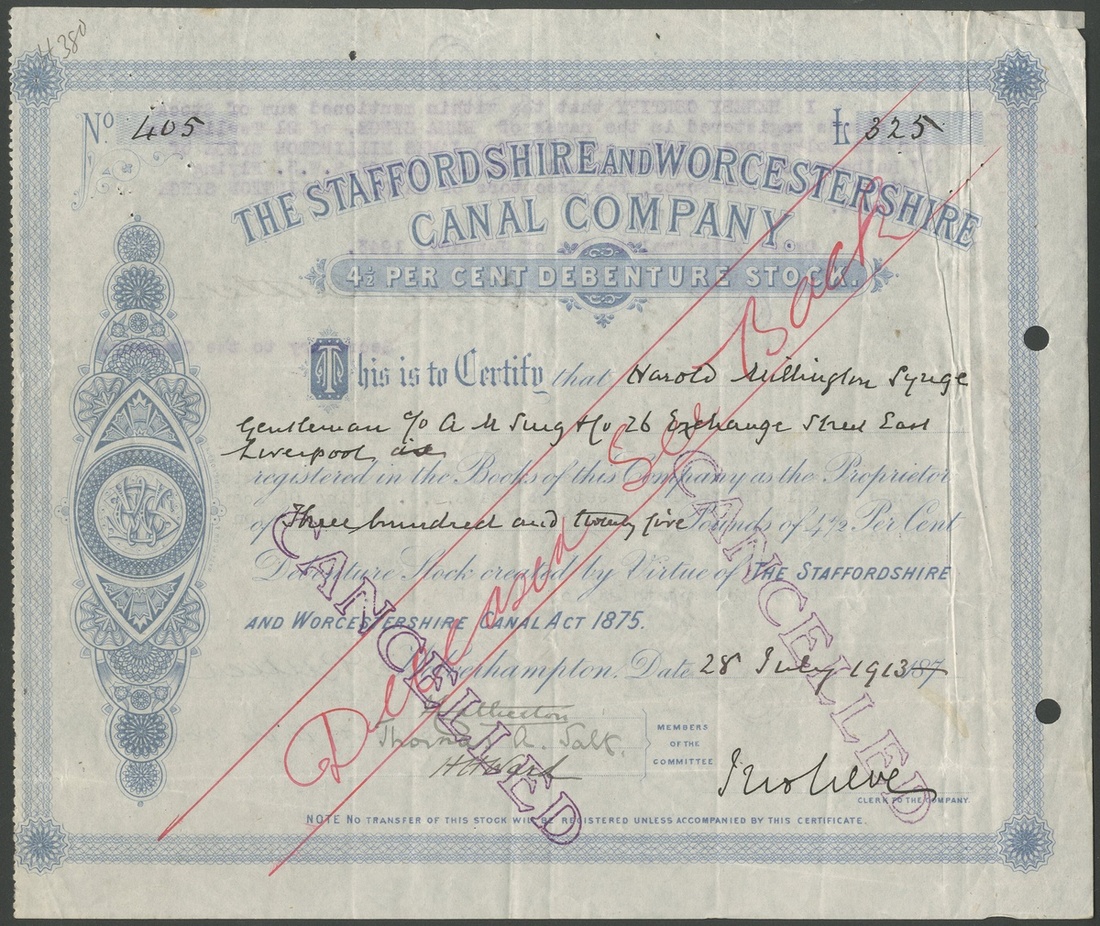 4380
No 405
£ 325
THE STAFFORDSHIRE AND WORCESTERSHIRE
CANAL COMPANY.
4½ PER CENT DEBENTURE STOCK.
This is to Certify that Harold Millington Synge
Gentleman c/o A M Sing & Co 26 Exchange Street East
Liverpool is
registered in the Books of this Company as the Proprietor
of Three hundred and twenty five Pounds of 4½ Per Cent
Debenture Stock created by Virtue of THE STAFFORDSHIRE
AND WORCESTERSHIRE CANAL ACT 1875.
Wolverhampton. Date 28 July 1913 187
Deceased See Back
CANCELLED
CANCELLED
Thomas A. Salt.
MEMBERS
OF THE
COMMITTEE
CLERK TO THE COMPANY.
NOTE NO TRANSFER OF THIS STOCK WILL BE REGISTERED UNLESS ACCOMPANIED BY THIS CERTIFICATE.